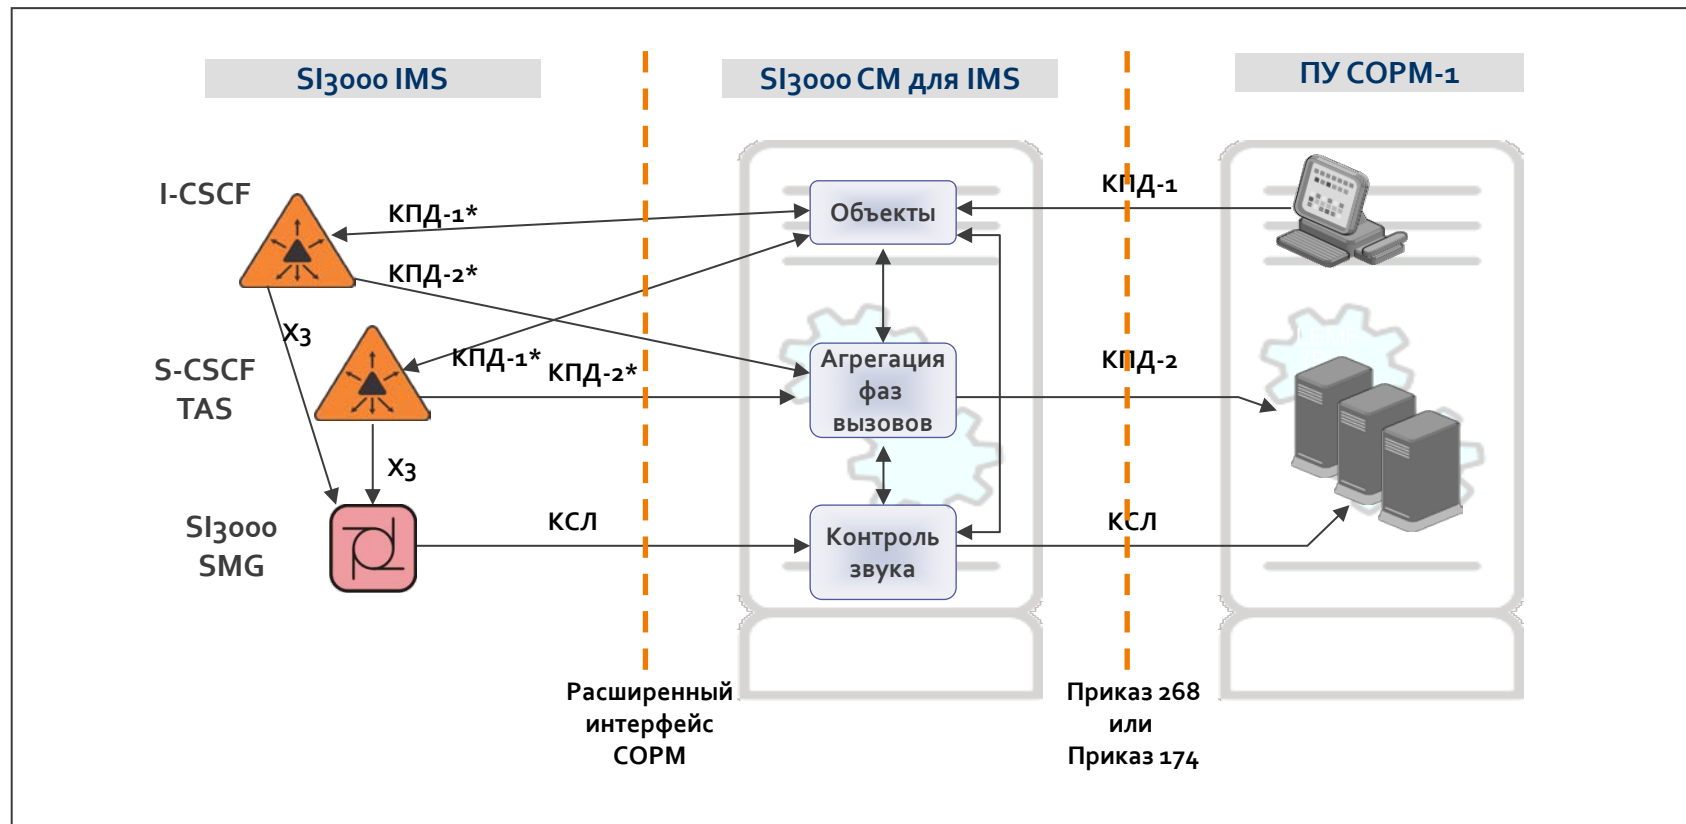 SI3000 IMS
SI3000 CM для IMS
ПУ СОРМ-1
I-CSCF
КПД-1*
Объекты
КПД-1
КПД-2*
X3
S-CSCF
TAS
КПД-1*
КПД-2*
Агрегация
фаз
вызовов
КПД-2
X3
SI3000
SMG
КСЛ
Контроль
звука
КСЛ
Расширенный
интерфейс
СОРМ
Приказ 268
или
Приказ 174